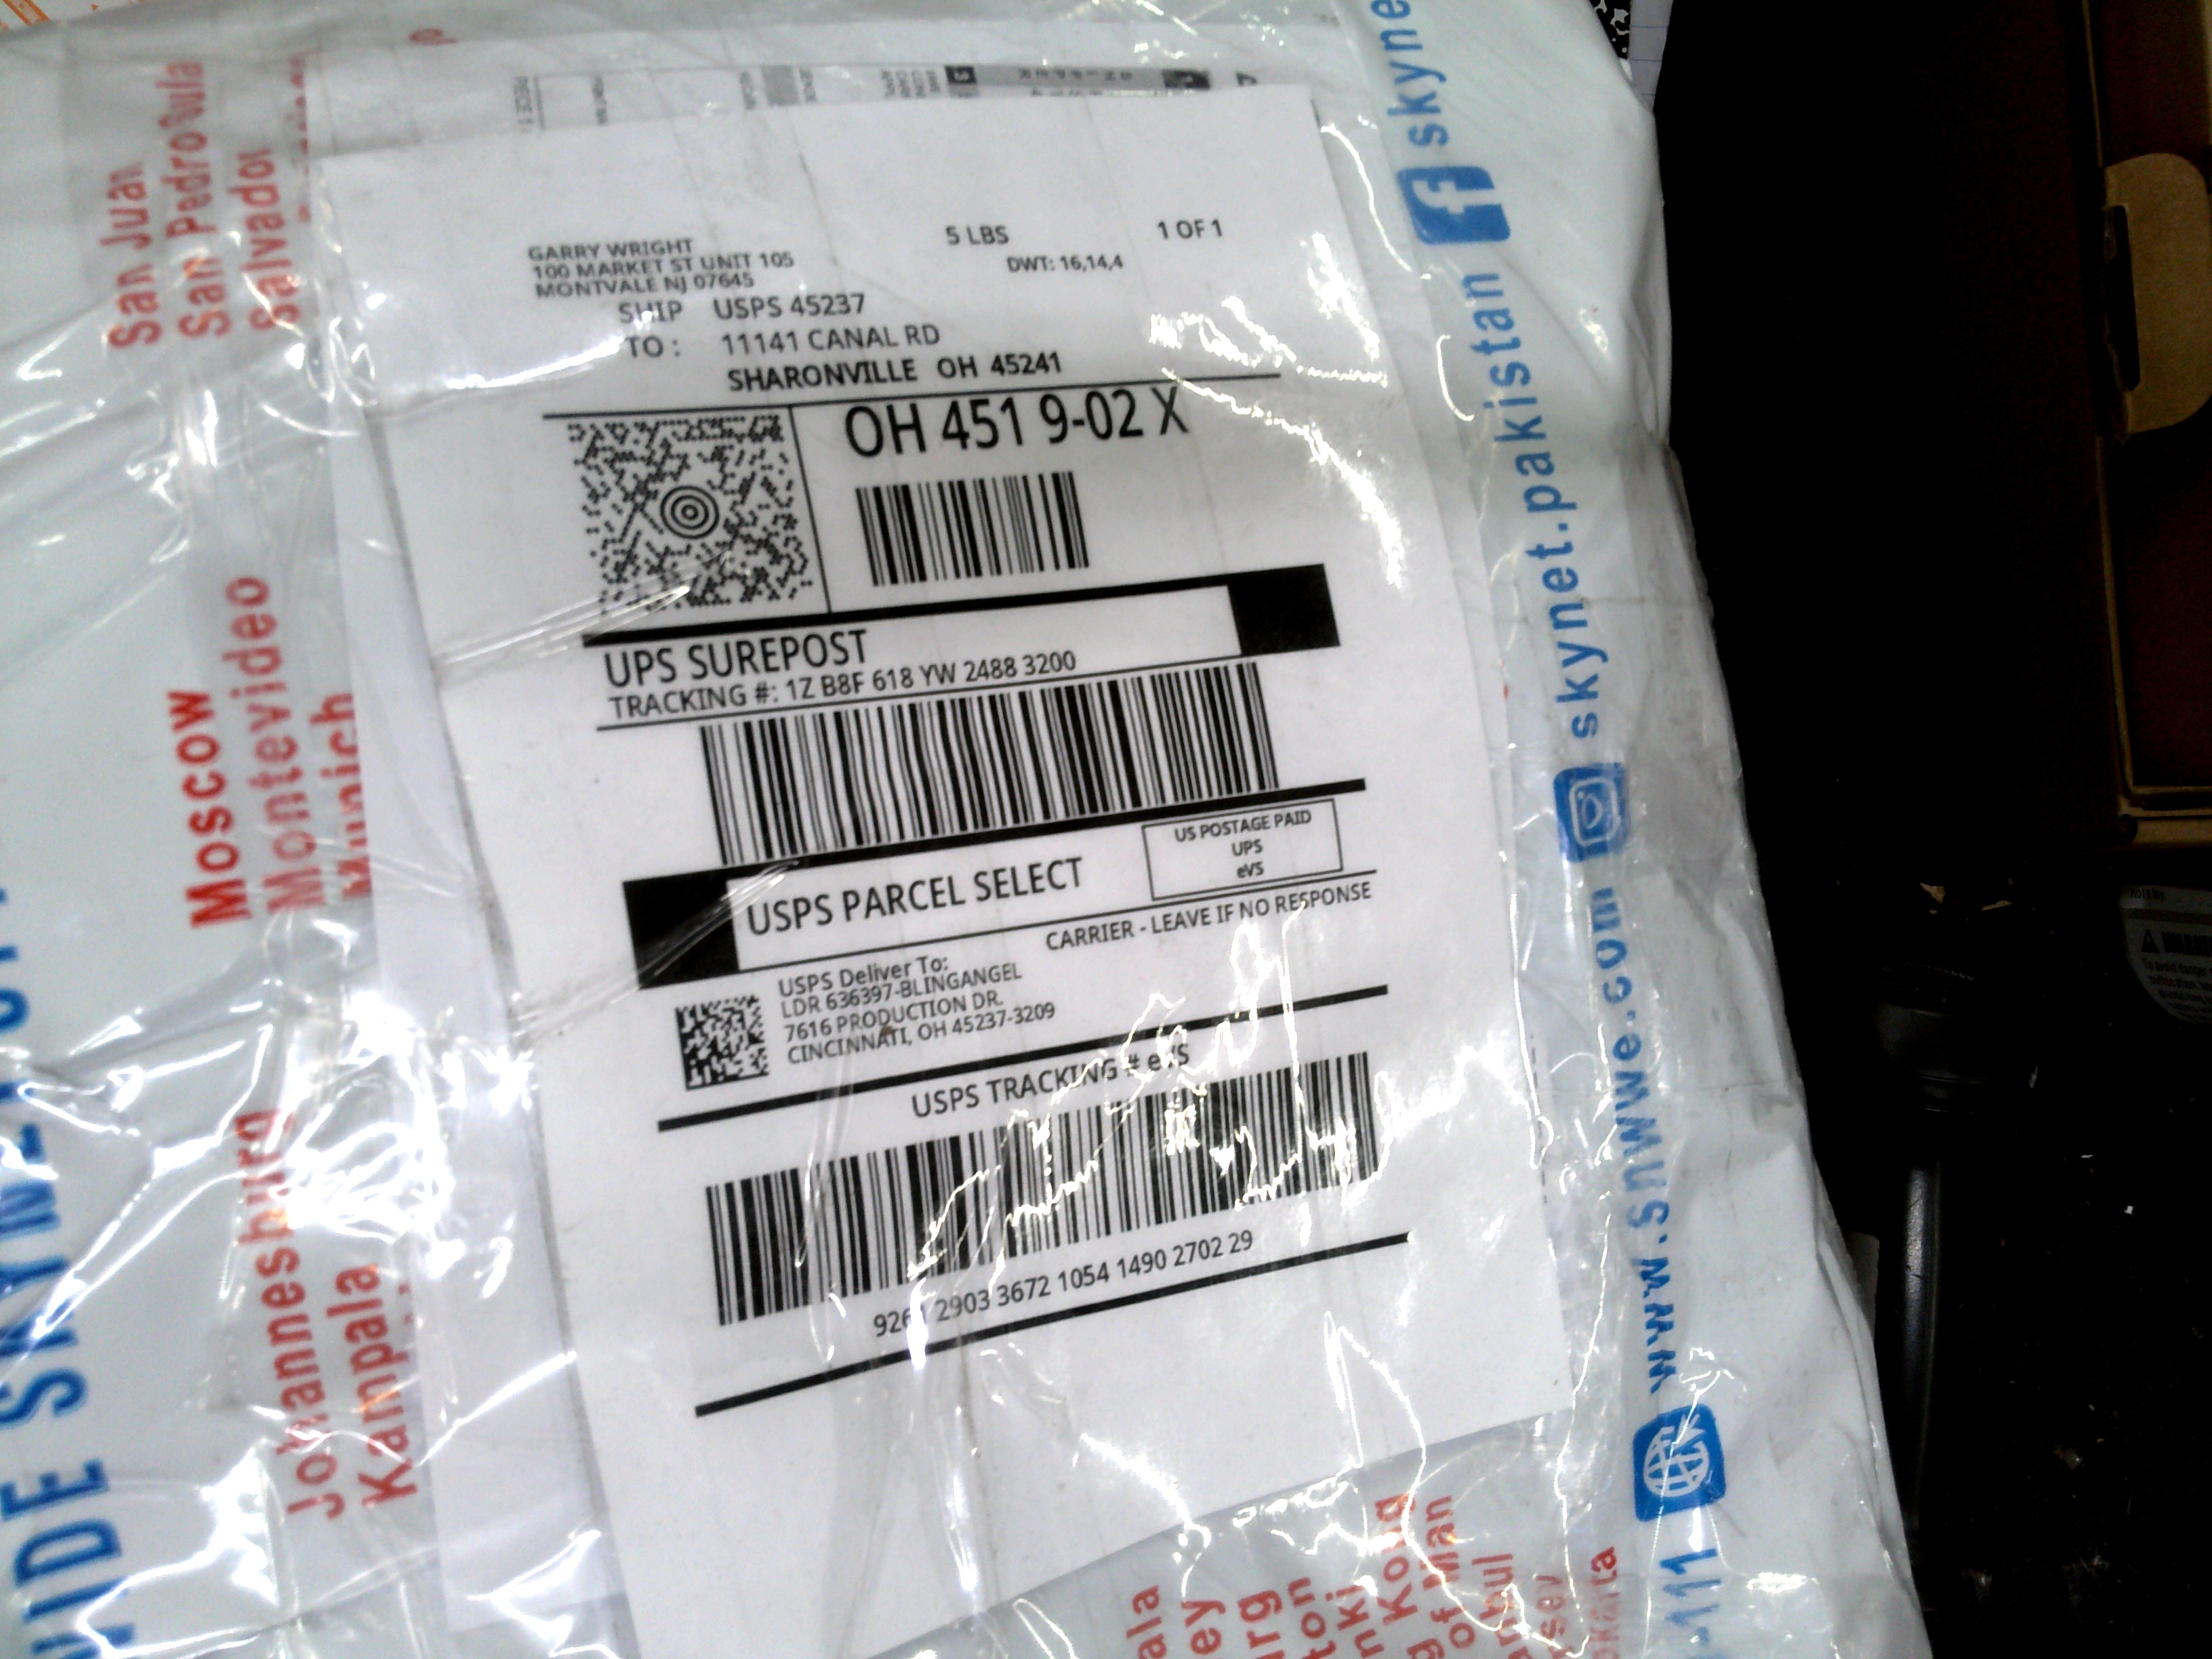 GARRY WRIGHT
100 MARKET ST UNIT 105
MONTVALE NJ 07645
5 LBS
1 OF 1
DWT: 16,14,4
SHIP USPS 45237
TO : 11141 CANAL RD
SHARONVILLE OH 45241
OH 451 9-02 X
UPS SUREPOST
TRACKING #: 1Z B8F 618 YW 2488 3200
USPS PARCEL SELECT
US POSTAGE PAID
UPS
eVS
CARRIER - LEAVE IF NO RESPONSE
USPS Deliver To:
LDR 636397-BLINGANGEL
7616 PRODUCTION DR.
CINCINNATI, OH 45237-3209
USPS TRACKING # eVS
2903 3672 1054 1490 2702 29
San Juan
San Pedro Sula
Salvador
Moscow
Montevideo
Munich
Johannesburg
Kampala
skynet.pakistan
www.snwwe.com